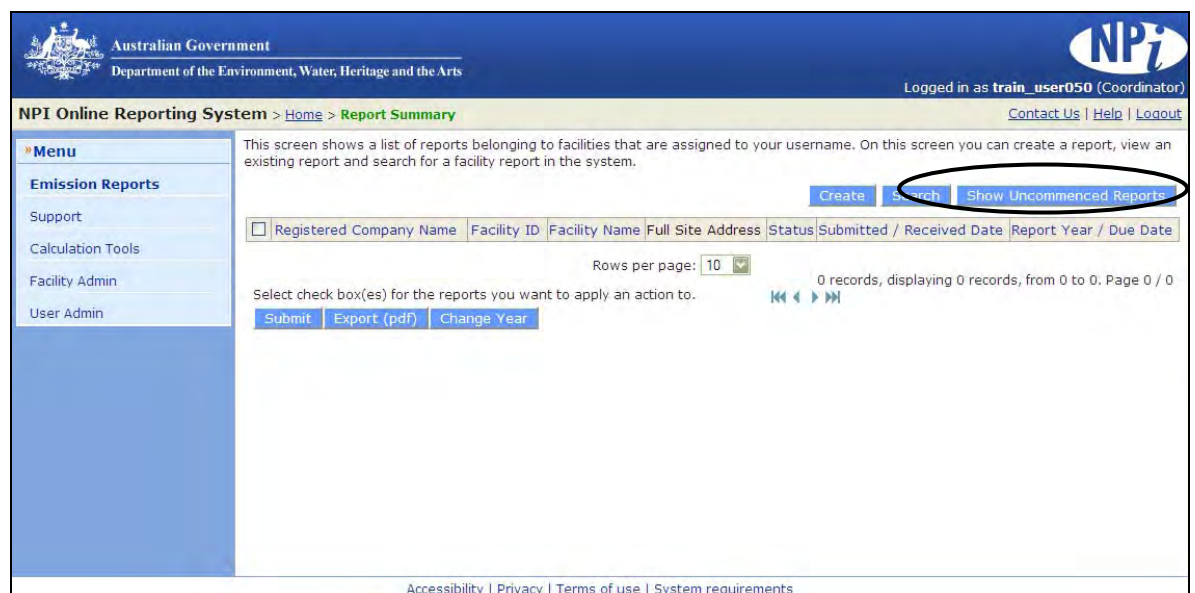 Australian Government
Department of the Environment, Water, Heritage and the Arts
NPi
Logged in as train_user050 (Coordinator)
NPI Online Reporting System > Home > Report Summary
Contact Us | Help | Logout
»Menu
Emission Reports
Support
Calculation Tools
Facility Admin
User Admin
This screen shows a list of reports belonging to facilities that are assigned to your username. On this screen you can create a report, view an
existing report and search for a facility report in the system.
Create Search Show Uncommenced Reports
Registered Company Name Facility ID Facility Name Full Site Address Status Submitted / Received Date Report Year / Due Date
Rows per page: 10
0 records, displaying 0 records, from 0 to 0. Page 0 / 0
Select check box(es) for the reports you want to apply an action to.
Submit Export (pdf) Change Year
Accessibility | Privacy | Terms of use | System requirements